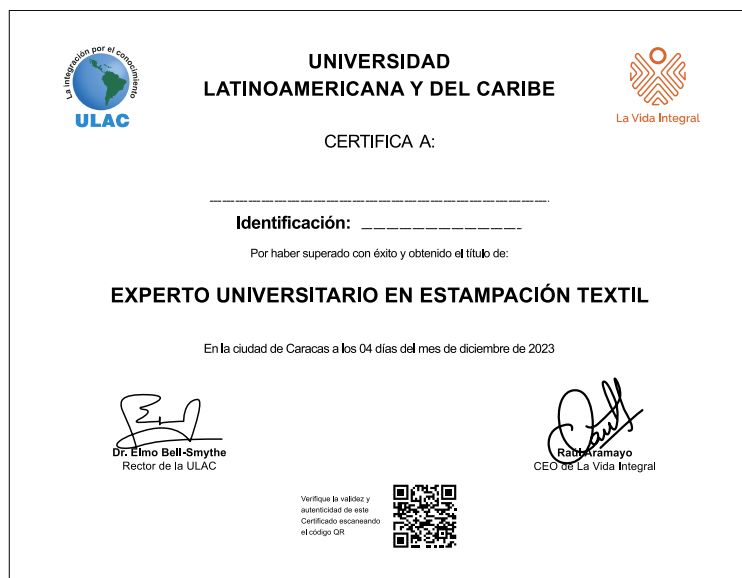 La integración por el conocimiento
ULAC
UNIVERSIDAD
LATINOAMERICANA Y DEL CARIBE
La Vida Integral
CERTIFICA A:
Identificación:
Por haber superado con éxito y obtenido el título de:
EXPERTO UNIVERSITARIO EN ESTAMPACIÓN TEXTIL
En la ciudad de Caracas a los 04 días del mes de diciembre de 2023
Dr. Elmo Bell-Smythe
Rector de la ULAC
Raúl Aramayo
CEO de La Vida Integral
Verifique la validez y
autenticidad de este
Certificado escaneando
el código QR